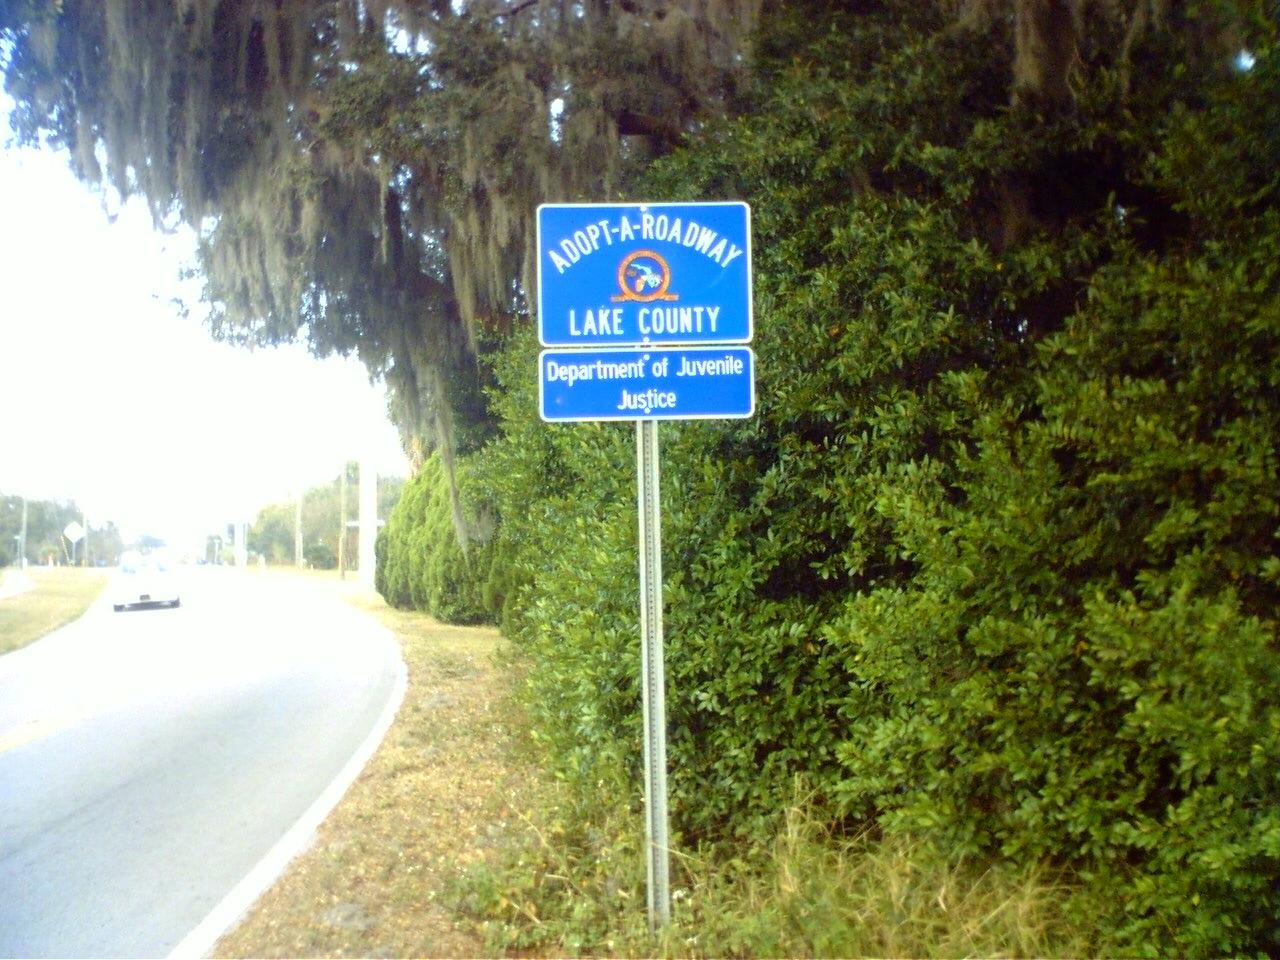 ADOPT-A-ROADWAY
LAKE COUNTY
Department of Juvenile
Justice